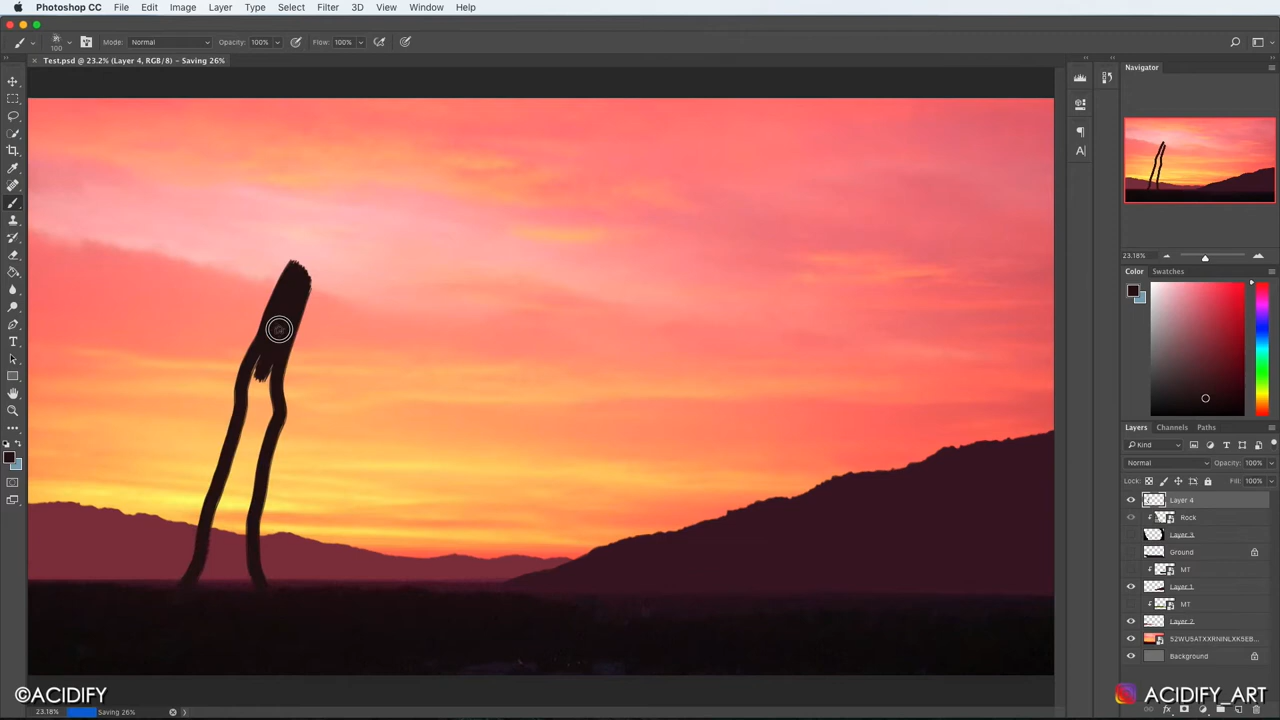 Photoshop CC File Edit Image Layer Type Select Filter 3D View Window Help
100 Mode: Normal Opacity: 100% Flow: 100%
Test.psd @ 23.2% (Layer 4, RGB/8) – Saving 26%
Navigator
23.18%
Color Swatches
Layers Channels Paths
Kind
Normal Opacity: 100%
Lock: Fill: 100%
Layer 4
Rock
Layer 3
Ground
MT
Layer 1
MT
Layer 2
52WU5ATXXRNINLXK5EB...
Background
©ACIDIFY
ACIDIFY_ART
23.18% Saving 26%